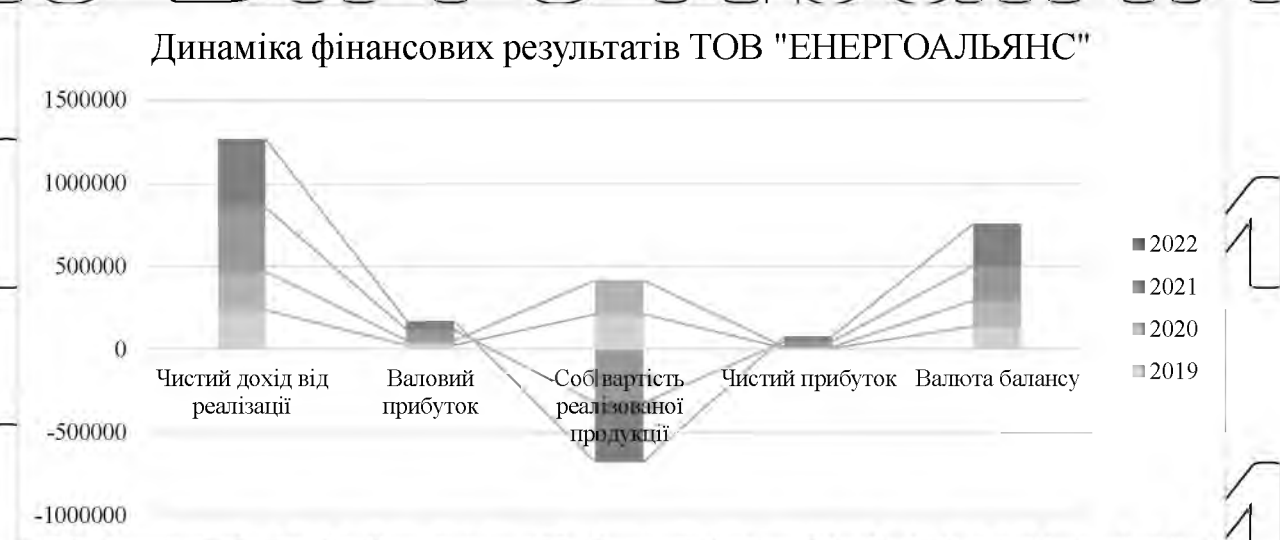 Динаміка фінансових результатів ТОВ "ЕНЕРГОАЛЬЯНС"
1500000
1000000
500000
0
-500000
-1000000
Чистий дохід від
реалізації
Валовий
прибуток
Собівартість
реалізованої
продукції
Чистий прибуток
Валюта балансу
2022
2021
2020
2019